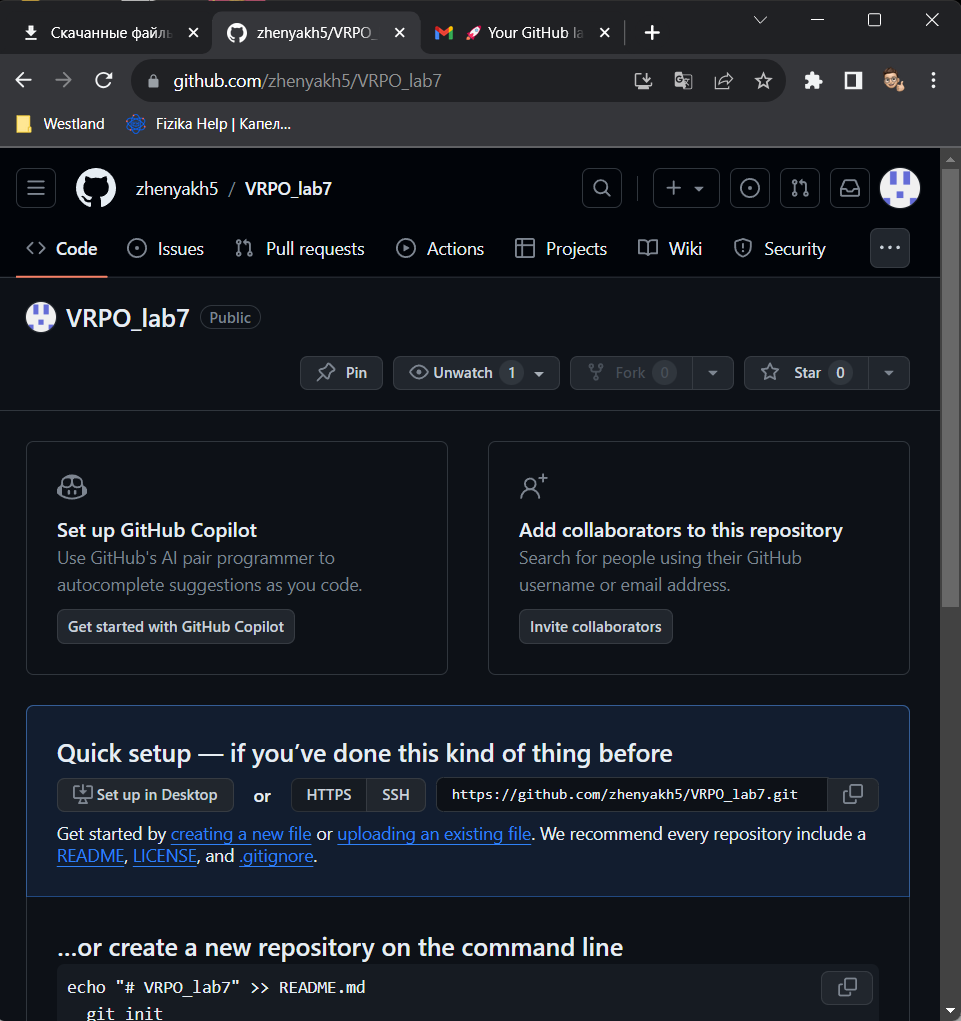 Скачанные файль
zhenyakh5/VRPO_
🚀 Your GitHub la
github.com/zhenyakh5/VRPO_lab7
Westland
Fizika Help | Капел...
zhenyakh5 / VRPO_lab7
Code
Issues
Pull requests
Actions
Projects
Wiki
Security
VRPO_lab7 Public
Pin
Unwatch 1
Fork 0
Star 0
Set up GitHub Copilot
Use GitHub's AI pair programmer to
autocomplete suggestions as you code.
Get started with GitHub Copilot
Add collaborators to this repository
Search for people using their GitHub
username or email address.
Invite collaborators
Quick setup — if you’ve done this kind of thing before
Set up in Desktop or HTTPS SSH https://github.com/zhenyakh5/VRPO_lab7.git
Get started by creating a new file or uploading an existing file. We recommend every repository include a
README, LICENSE, and .gitignore.
…or create a new repository on the command line
echo "# VRPO_lab7" >> README.md
git init